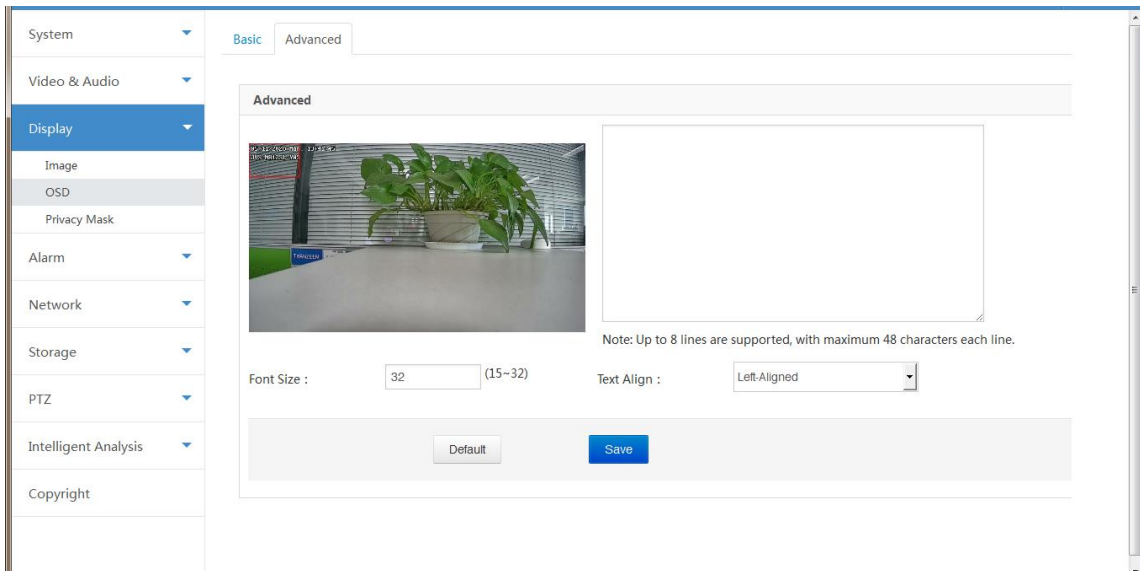 System
Video & Audio
Display
Image
OSD
Privacy Mask
Alarm
Network
Storage
PTZ
Intelligent Analysis
Copyright
Basic Advanced
Advanced
Note: Up to 8 lines are supported, with maximum 48 characters each line.
Font Size : 32 (15~32) Text Align : Left-Aligned
Default Save